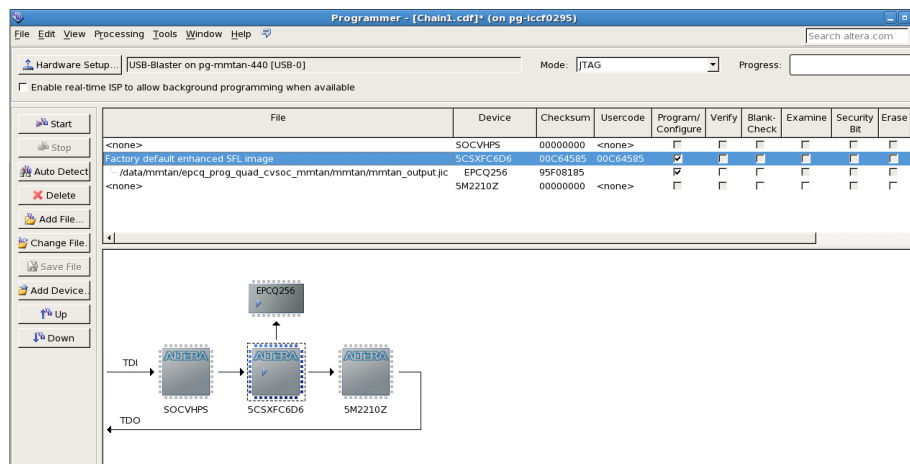 Programmer - [Chain1.cdf]* (on pg-iccf0295)
File Edit View Processing Tools Window Help
Search altera.com
Hardware Setup... USB-Blaster on pg-mmtan-440 [USB-0] Mode: JTAG Progress:
Enable real-time ISP to allow background programming when available
Start
Stop
Auto Detect
Delete
Add File...
Change File.
Save File
Add Device.
Up
Down
File Device Checksum Usercode Program/ Configure Verify Blank- Check Examine Security Bit Erase
<none> SOCVHPS 00000000 <none>
Factory default enhanced SFL image 5CSXFC6D6 00C64585 00C64585
/data/mmtan/epcq_prog_quad_cvsoc_mmtan/mmtan/mmtan_output.jic EPCQ256 95F08185
<none> 5M2210Z 00000000 <none>
EPCQ256
TDI
ALTERA ALTERA ALTERA
SOCVHPS 5CSXFC6D6 5M2210Z
TDO